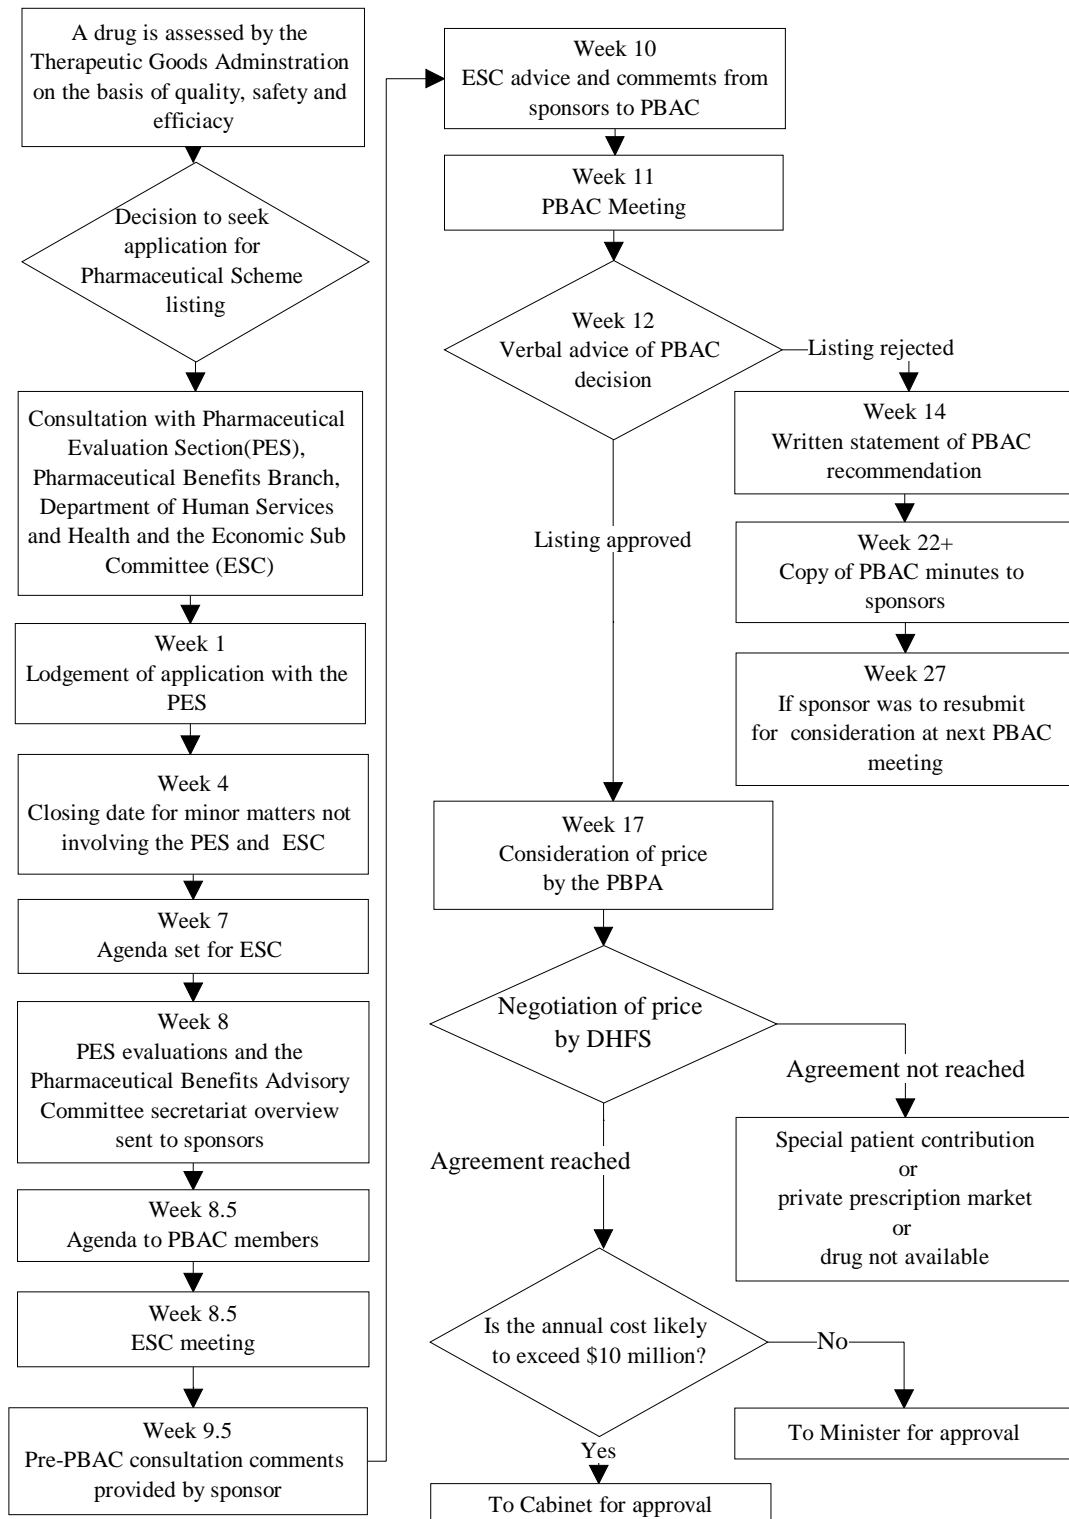 A drug is assessed by the
Therapeutic Goods Adminstration
on the basis of quality, safety and
efficiacy
Decision to seek
application for
Pharmaceutical Scheme
listing
Consultation with Pharmaceutical
Evaluation Section(PES),
Pharmaceutical Benefits Branch,
Department of Human Services
and Health and the Economic Sub
Committee (ESC)
Week 1
Lodgement of application with the
PES
Week 4
Closing date for minor matters not
involving the PES and ESC
Week 7
Agenda set for ESC
Week 8
PES evaluations and the
Pharmaceutical Benefits Advisory
Committee secretariat overview
sent to sponsors
Week 8.5
Agenda to PBAC members
Week 8.5
ESC meeting
Week 9.5
Pre-PBAC consultation comments
provided by sponsor
Week 10
ESC advice and commemts from
sponsors to PBAC
Week 11
PBAC Meeting
Week 12
Verbal advice of PBAC
decision
Listing rejected
Week 14
Written statement of PBAC
recommendation
Week 22+
Copy of PBAC minutes to
sponsors
Week 27
If sponsor was to resubmit
for consideration at next PBAC
meeting
Listing approved
Week 17
Consideration of price
by the PBPA
Negotiation of price
by DHFS
Agreement not reached
Special patient contribution
or
private prescription market
or
drug not available
Agreement reached
Is the annual cost likely
to exceed $10 million?
No
To Minister for approval
Yes
To Cabinet for approval